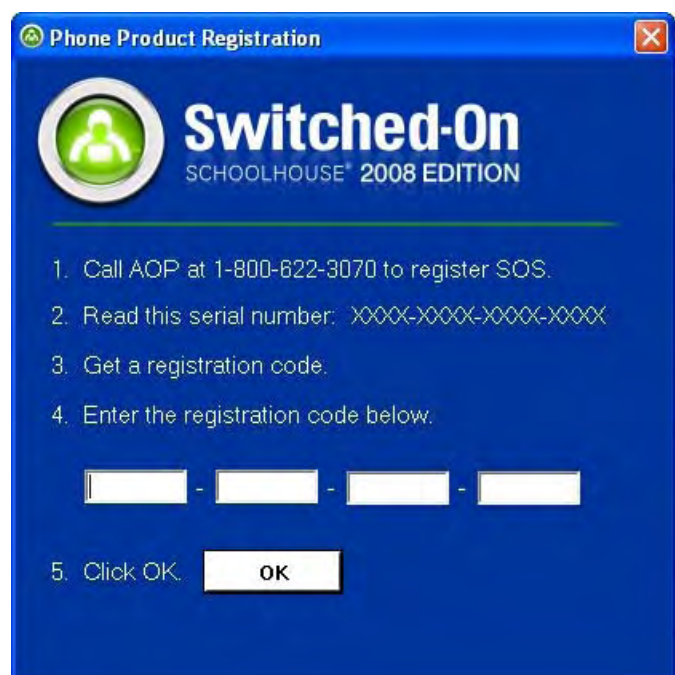 Phone Product Registration
Switched-On
SCHOOLHOUSE® 2008 EDITION
1. Call AOP at 1-800-622-3070 to register SOS.
2. Read this serial number: XXXX-XXXX-XXXX-XXXX
3. Get a registration code.
4. Enter the registration code below.
- - -
5. Click OK. OK